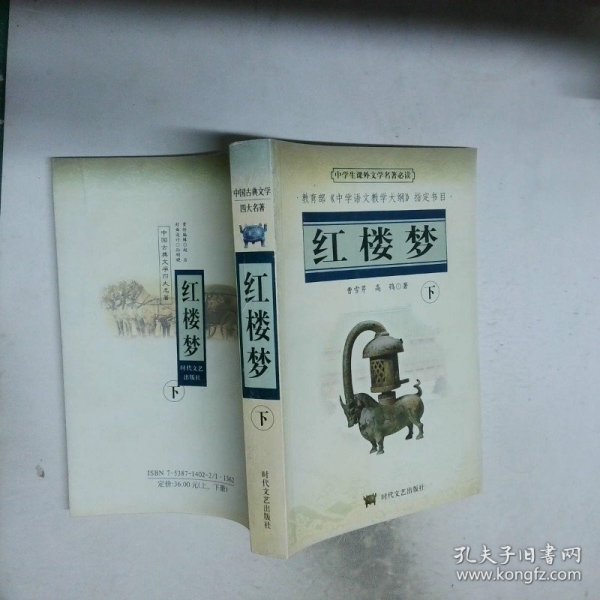 中学生课外文学名著必读
·教育部《中学语文教学大纲》指定书目·
红楼梦
曹雪芹 高鹗◎著
下
时代文艺出版社
中国古典文学
四大名著
红楼梦
下
时代文艺出版社
中国古典文学四大名著
红楼梦
时代文艺
出版社
下
ISBN 7-5387-1402-2/I·1362
定价:36.00元(上、下册)
孔夫子旧书网
www.kongfz.com